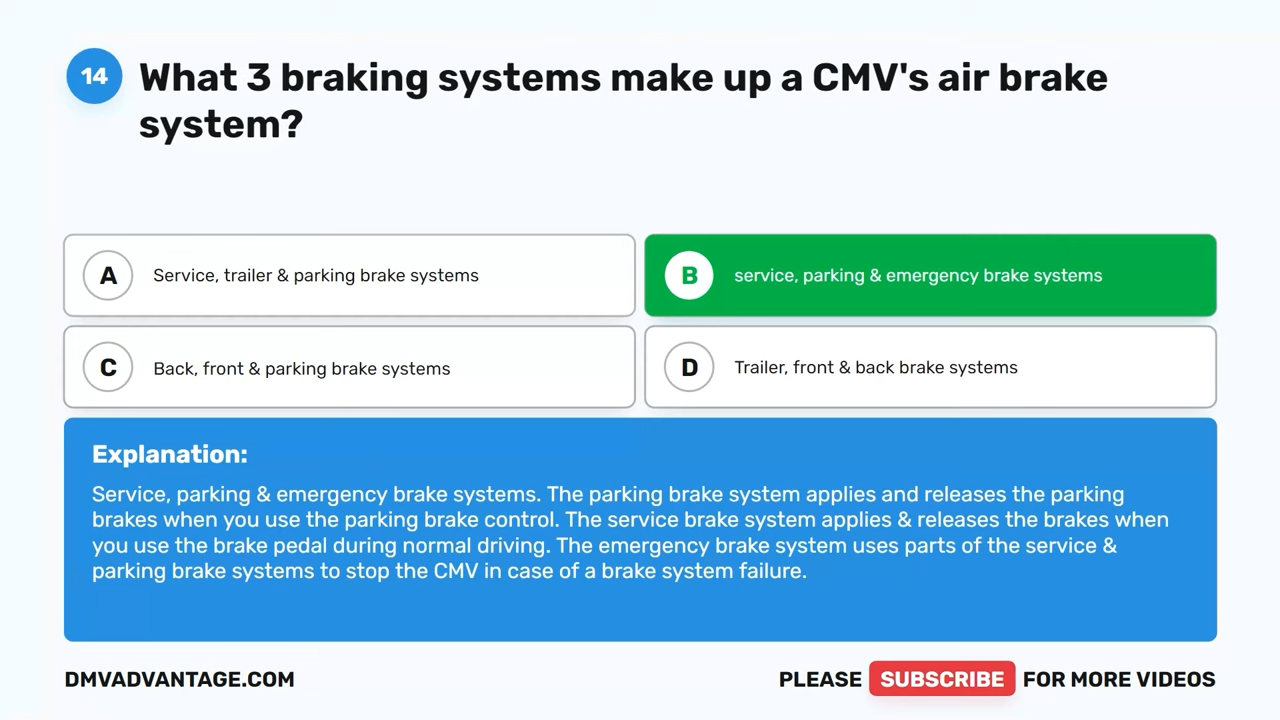 14
What 3 braking systems make up a CMV's air brake
system?
A
Service, trailer & parking brake systems
B
service, parking & emergency brake systems
C
Back, front & parking brake systems
D
Trailer, front & back brake systems
Explanation:
Service, parking & emergency brake systems. The parking brake system applies and releases the parking
brakes when you use the parking brake control. The service brake system applies & releases the brakes when
you use the brake pedal during normal driving. The emergency brake system uses parts of the service &
parking brake systems to stop the CMV in case of a brake system failure.
DMVADVANTAGE.COM
PLEASE SUBSCRIBE FOR MORE VIDEOS